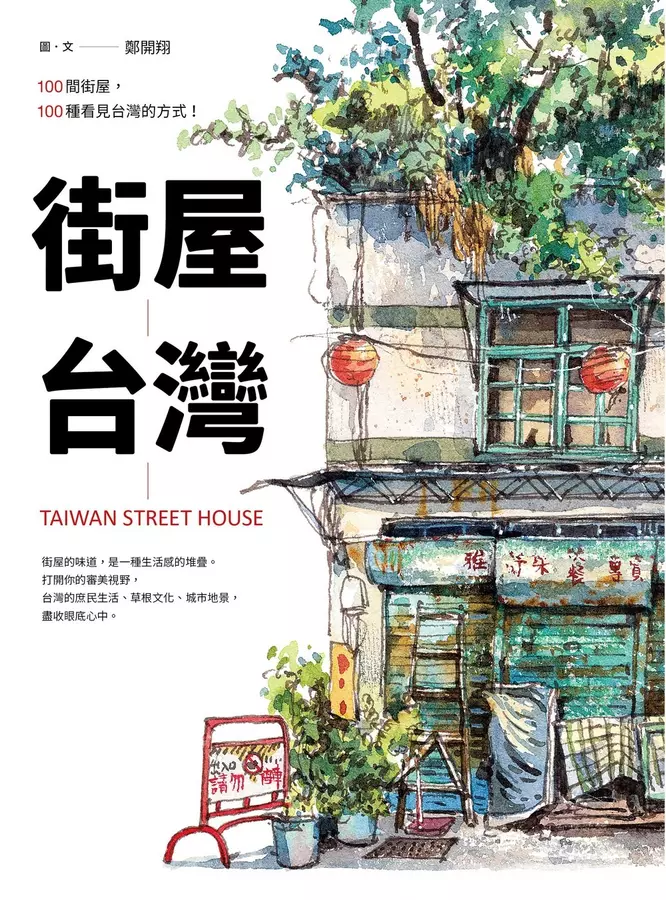 圖・文——鄭開翔
100間街屋，
100種看見台灣的方式！
街屋
台灣
TAIWAN STREET HOUSE
街屋的味道，是一種生活感的堆疊。
打開你的審美視野，
台灣的庶民生活、草根文化、城市地景，
盡收眼底心中。
請勿